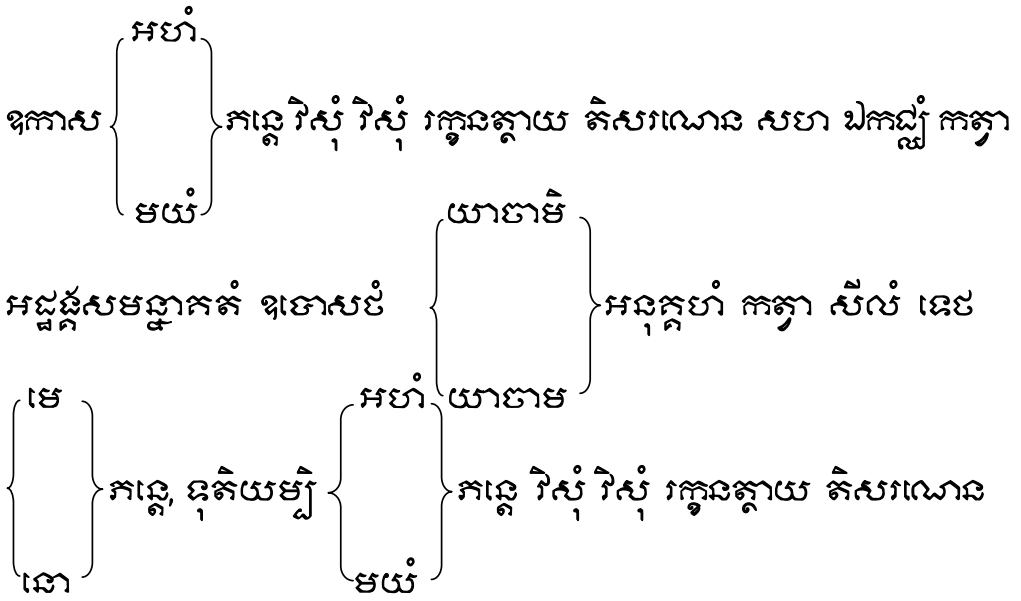 អហំ
ឱកាស ភន្តេ វិសុំ វិសុំ រក្ខនត្ថាយ តិសរណេន សហ ឯកជ្ឈំ កត្វា
មយំ
យាចាមិ
អដ្ឋង្គសមន្នាគតំ ឧបោសថំ អនុគ្គហំ កត្វា សីលំ ទេថ
យាចាម
មេ អហំ
ភន្តេ, ទុតិយម្បិ ភន្តេ វិសុំ វិសុំ រក្ខនត្ថាយ តិសរណេន
នោ មយំ